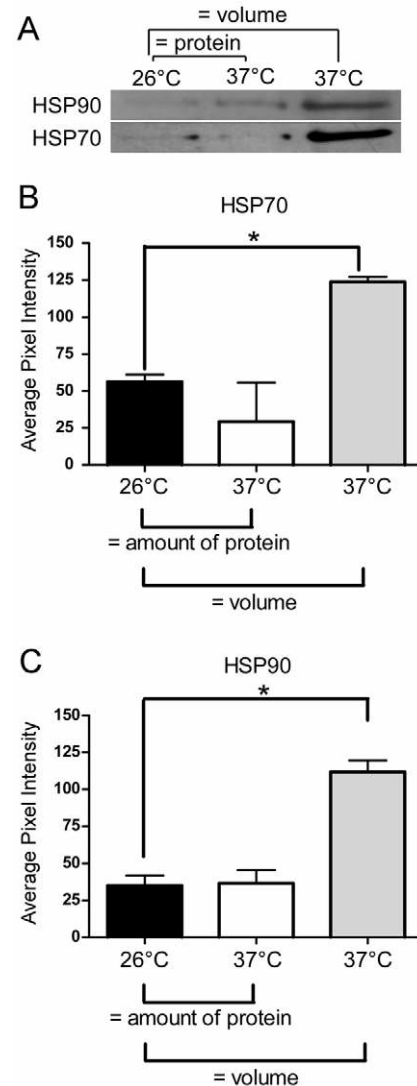 A
= volume
= protein
26°C 37°C 37°C
HSP90
HSP70
B
HSP70
*
Average Pixel Intensity
150
125
100
75
50
25
0
26°C 37°C 37°C
= amount of protein
= volume
C
HSP90
*
Average Pixel Intensity
150
125
100
75
50
25
0
26°C 37°C 37°C
= amount of protein
= volume